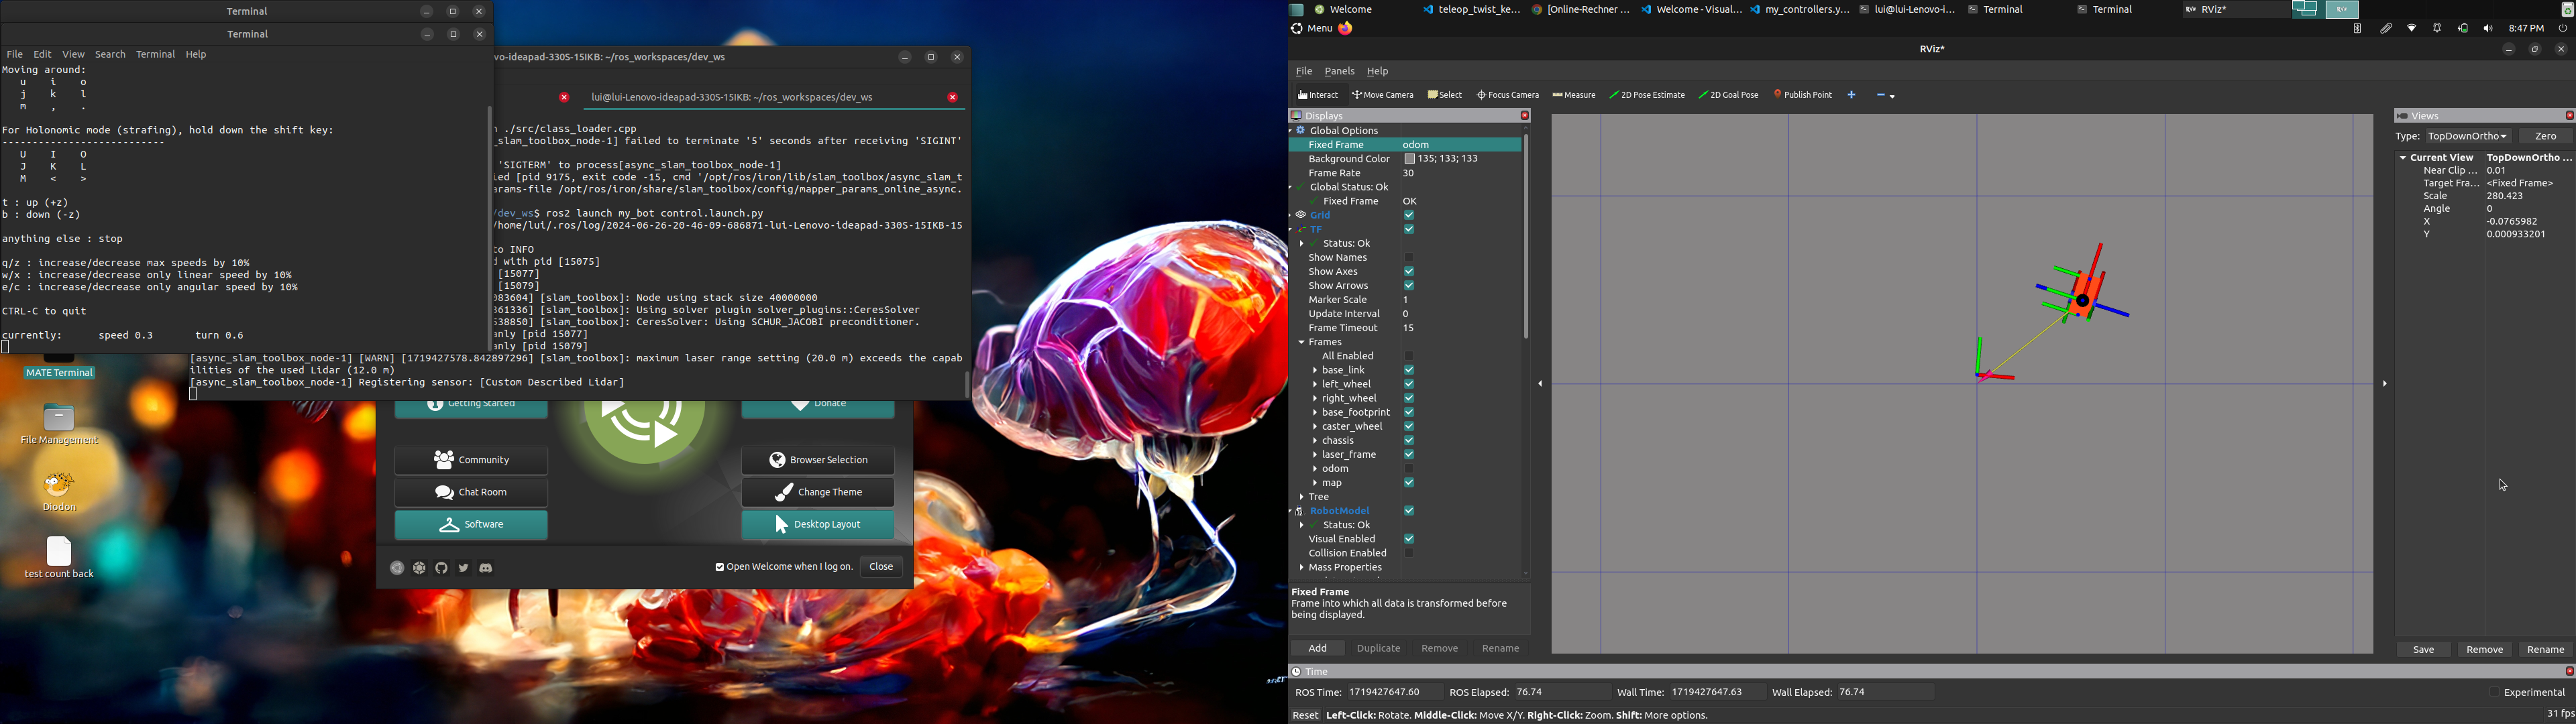 Terminal
Terminal
File Edit View Search Terminal Help
Moving around:
u i o
j k l
m , .
For Holonomic mode (strafing), hold down the shift key:
---------------------------
U I O
J K L
M < >
t : up (+z)
b : down (-z)
anything else : stop
q/z : increase/decrease max speeds by 10%
w/x : increase/decrease only linear speed by 10%
e/c : increase/decrease only angular speed by 10%
CTRL-C to quit
currently: speed 0.3 turn 0.6
vo-ideapad-330S-15IKB: ~/ros_workspaces/dev_ws
lui@lui-Lenovo-ideapad-330S-15IKB: ~/ros_workspaces/dev_ws
./src/class_loader.cpp
_slam_toolbox_node-1] failed to terminate '5' seconds after receiving 'SIGINT'
'SIGTERM' to process[async_slam_toolbox_node-1]
ed [pid 9175, exit code -15, cmd '/opt/ros/iron/lib/slam_toolbox/async_slam_t
arams-file /opt/ros/iron/share/slam_toolbox/config/mapper_params_online_async.
/dev_ws$ ros2 launch my_bot control.launch.py
/home/lui/.ros/log/2024-06-26-20-46-09-686871-lui-Lenovo-ideapad-330S-15IKB-15
to INFO
d with pid [15075]
[15077]
[15079]
083604] [slam_toolbox]: Node using stack size 40000000
361336] [slam_toolbox]: Using solver plugin solver_plugins::CeresSolver
538850] [slam_toolbox]: CeresSolver: Using SCHUR_JACOBI preconditioner.
anly [pid 15077]
anly [pid 15079]
[async_slam_toolbox_node-1] [WARN] [1719427578.842897296] [slam_toolbox]: maximum laser range setting (20.0 m) exceeds the capab
ilities of the used Lidar (12.0 m)
[async_slam_toolbox_node-1] Registering sensor: [Custom Described Lidar]
MATE Terminal
File Management
Diodon
test count back
Getting Started
Donate
Community
Browser Selection
Chat Room
Change Theme
Software
Desktop Layout
Open Welcome when I log on.
Close
Welcome
teleop_twist_ke...
[Online-Rechner ...
Welcome - Visual...
my_controllers.y...
lui@lui-Lenovo-i...
Terminal
Terminal
RViz*
Menu
8:47 PM
RViz*
File Panels Help
Interact Move Camera Select Focus Camera Measure 2D Pose Estimate 2D Goal Pose Publish Point
Displays
Global Options
Fixed Frame odom
Background Color 135; 133; 133
Frame Rate 30
Global Status: Ok
Fixed Frame OK
Grid
TF
Status: Ok
Show Names
Show Axes
Show Arrows
Marker Scale 1
Update Interval 0
Frame Timeout 15
Frames
All Enabled
base_link
left_wheel
right_wheel
base_footprint
caster_wheel
chassis
laser_frame
odom
map
Tree
RobotModel
Status: Ok
Visual Enabled
Collision Enabled
Mass Properties
Fixed Frame
Frame into which all data is transformed before
being displayed.
Add Duplicate Remove Rename
Views
Type: TopDownOrtho Zero
Current View TopDownOrtho ...
Near Clip ... 0.01
Target Fra... <Fixed Frame>
Scale 280.423
Angle 0
X -0.0765982
Y 0.000933201
Save Remove Rename
Time
ROS Time: 1719427647.60 ROS Elapsed: 76.74 Wall Time: 1719427647.63 Wall Elapsed: 76.74 Experimental
Reset Left-Click: Rotate. Middle-Click: Move X/Y. Right-Click: Zoom. Shift: More options. 31 fps